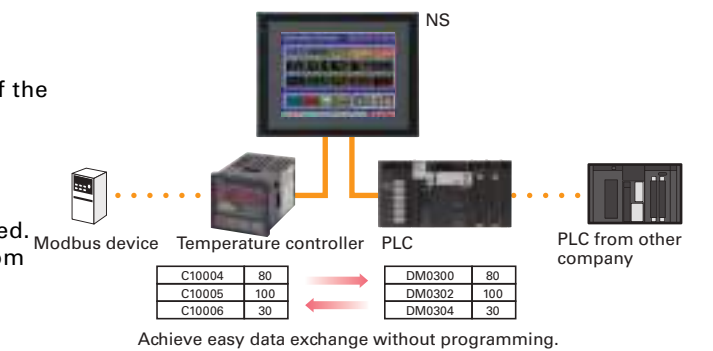 NS
f the
ed.
om
Modbus device
Temperature controller
PLC
PLC from other
company
C10004 80
C10005 100
C10006 30
DM0300 80
DM0302 100
DM0304 30
Achieve easy data exchange without programming.